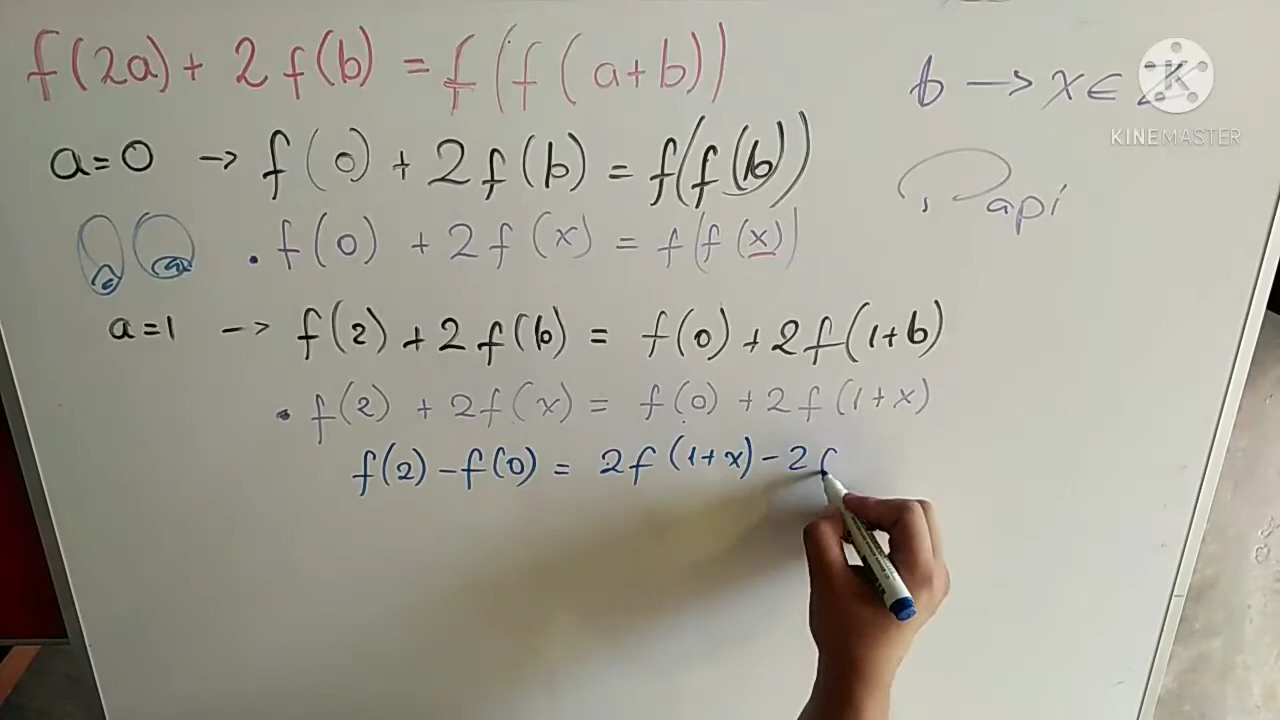 f(2a) + 2f(b) = f(f(a+b))
b → x ∈
KINEMASTER
a=0 → f(0) + 2f(b) = f(f(b))
Papi
. f(0) + 2f(x) = f(f(x))
a=1 → f(2) + 2f(b) = f(0) + 2f(1+b)
. f(2) + 2f(x) = f(0) + 2f(1+x)
f(2) - f(0) = 2f(1+x) - 2f